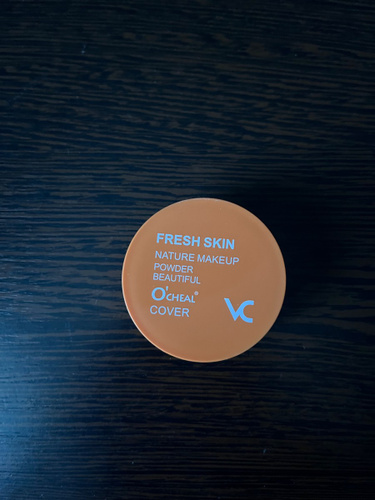 FRESH SKIN
NATURE MAKEUP
POWDER
BEAUTIFUL
O'CHEAL®
COVER
VC